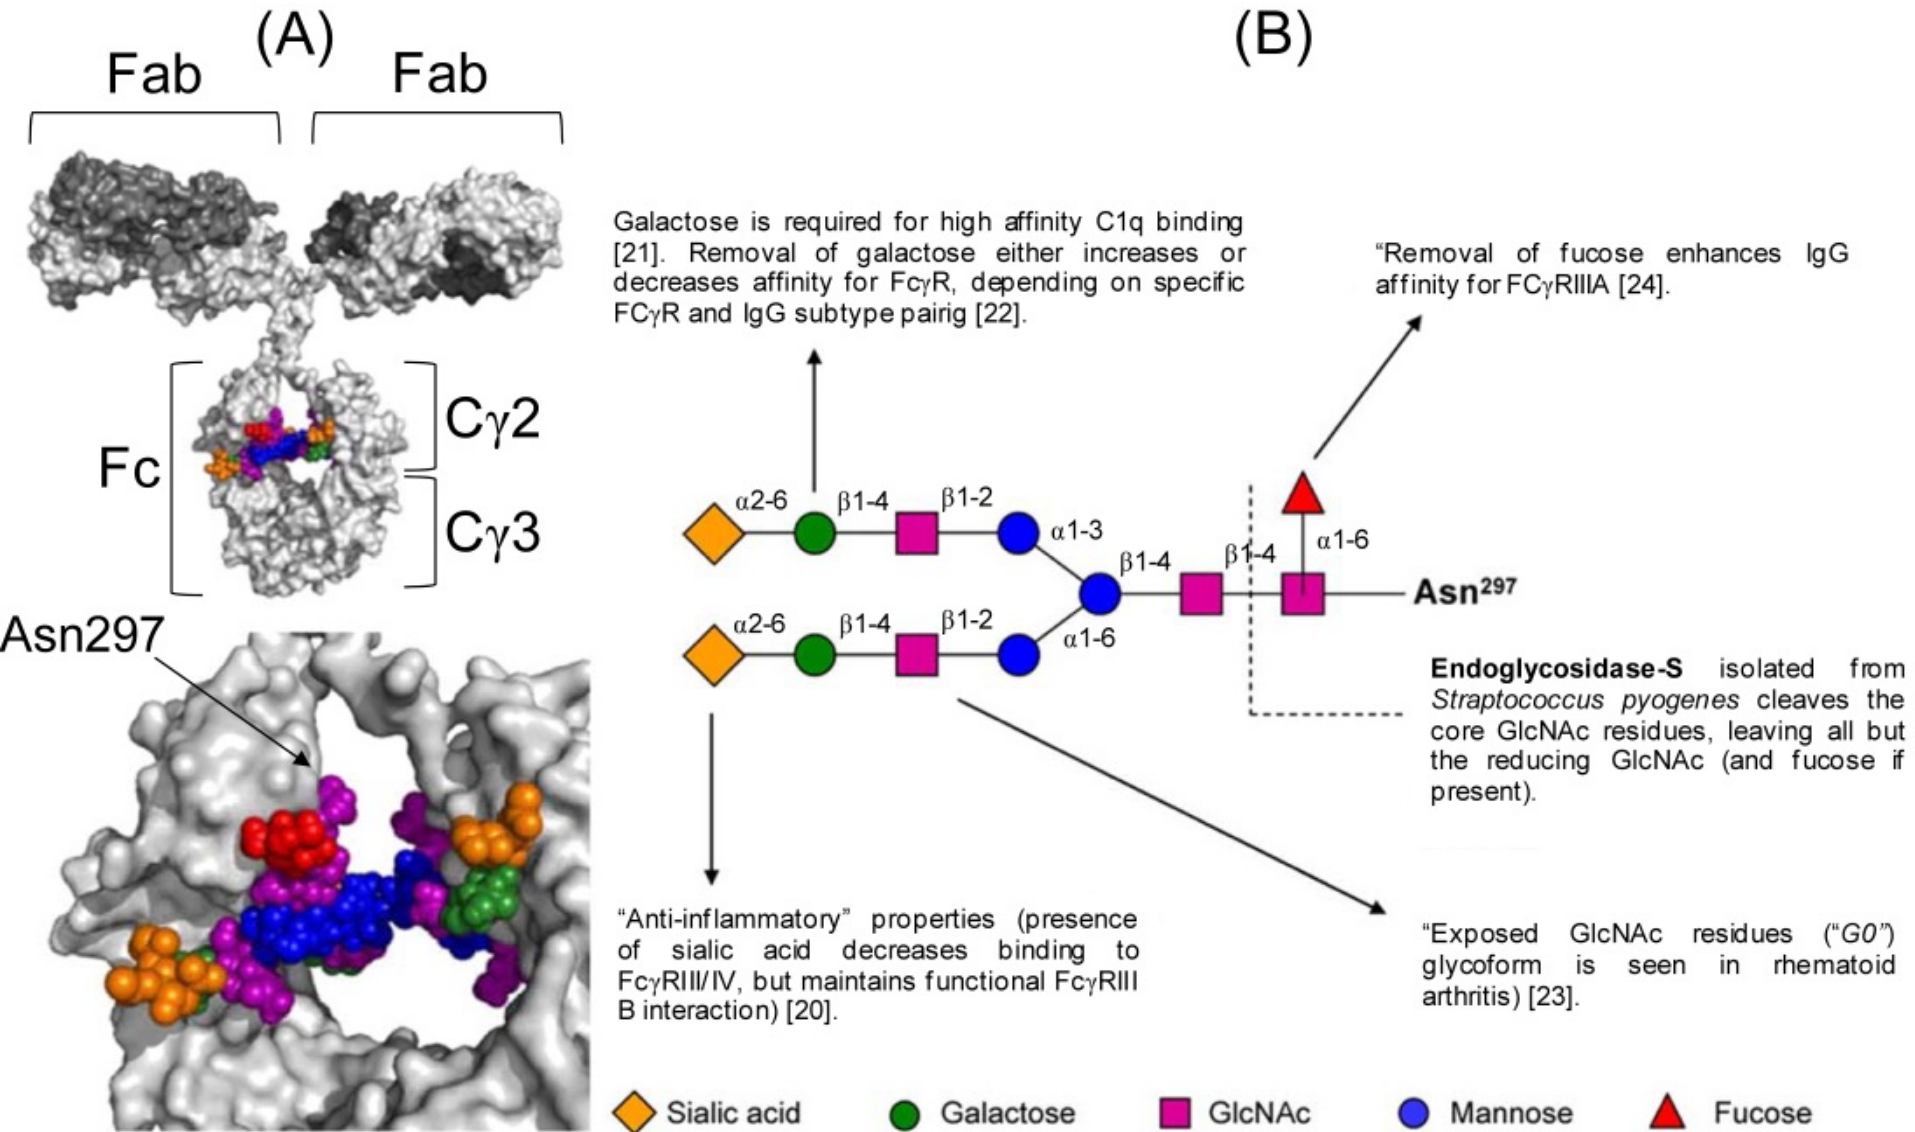 (A)
Fab
Fab
Fc
Cγ2
Cγ3
Asn297
(B)
Galactose is required for high affinity C1q binding
[21]. Removal of galactose either increases or
decreases affinity for FcγR, depending on specific
FCγR and IgG subtype pairig [22].
“Removal of fucose enhances IgG
affinity for FCγRIIIA [24].
α2-6
β1-4
β1-2
α1-3
β1-4
β1-4
α1-6
Asn297
α2-6
β1-4
β1-2
α1-6
Endoglycosidase-S isolated from
Straptococcus pyogenes cleaves the
core GlcNAc residues, leaving all but
the reducing GlcNAc (and fucose if
present).
“Anti-inflammatory” properties (presence
of sialic acid decreases binding to
FcγRIII/IV, but maintains functional FcγRIII
B interaction) [20].
“Exposed GlcNAc residues (“G0”)
glycoform is seen in rhematoid
arthritis) [23].
Sialic acid
Galactose
GlcNAc
Mannose
Fucose